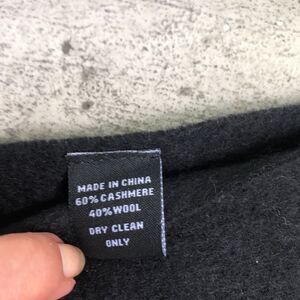 MADE IN CHINA
60% CASHMERE
40% WOOL
DRY CLEAN
ONLY